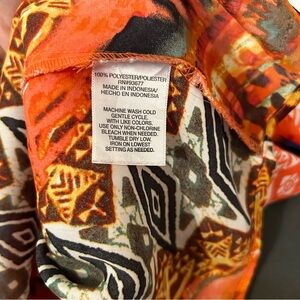 100% POLYESTER/POLIÉSTER
RN#93677
MADE IN INDONESIA/
HECHO EN INDONESIA
MACHINE WASH COLD
GENTLE CYCLE,
WITH LIKE COLORS.
USE ONLY NON-CHLORINE
BLEACH WHEN NEEDED.
TUMBLE DRY LOW.
IRON ON LOWEST
SETTING AS NEEDED.